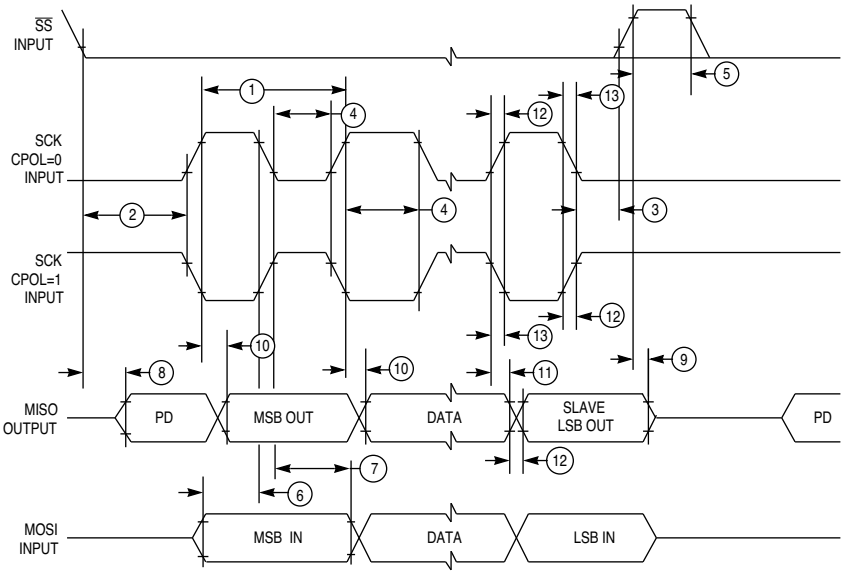 SS
INPUT
5
1
13
12
4
SCK
CPOL=0
INPUT
2
4
3
SCK
CPOL=1
INPUT
12
13
10
8
10
11
9
MISO
OUTPUT
PD
MSB OUT
DATA
SLAVE
LSB OUT
PD
7
12
6
MOSI
INPUT
MSB IN
DATA
LSB IN